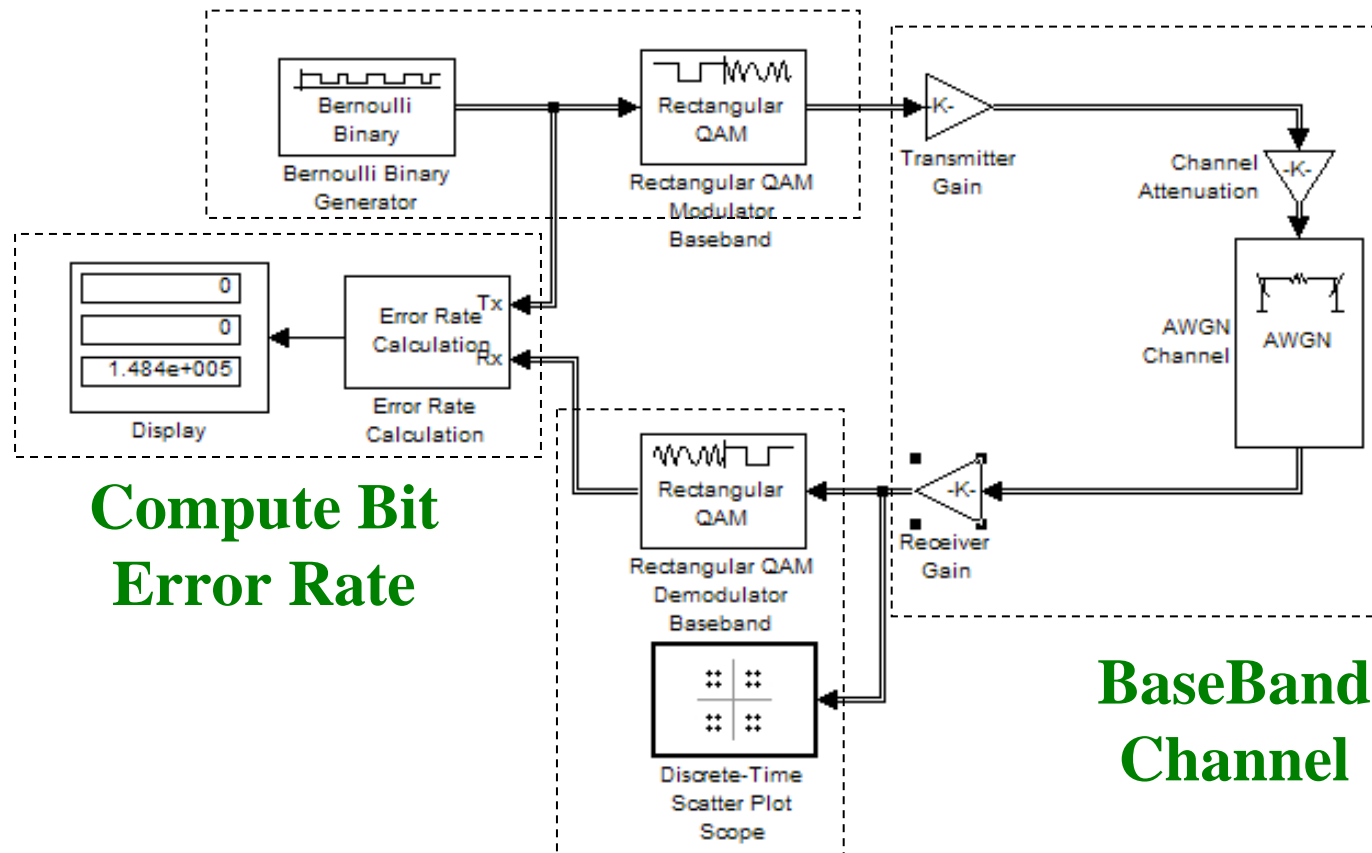 Bernoulli
Binary
Bernoulli Binary
Generator
Rectangular
QAM
Rectangular QAM
Modulator
Baseband
-K-
Transmitter
Gain
Channel
Attenuation
-K-
AWGN
Channel
AWGN
0
0
1.484e+005
Display
Error Rate
Calculation
Tx
Rx
Error Rate
Calculation
Compute Bit
Error Rate
Rectangular
QAM
Rectangular QAM
Demodulator
Baseband
-K-
Receiver
Gain
Discrete-Time
Scatter Plot
Scope
BaseBand
Channel